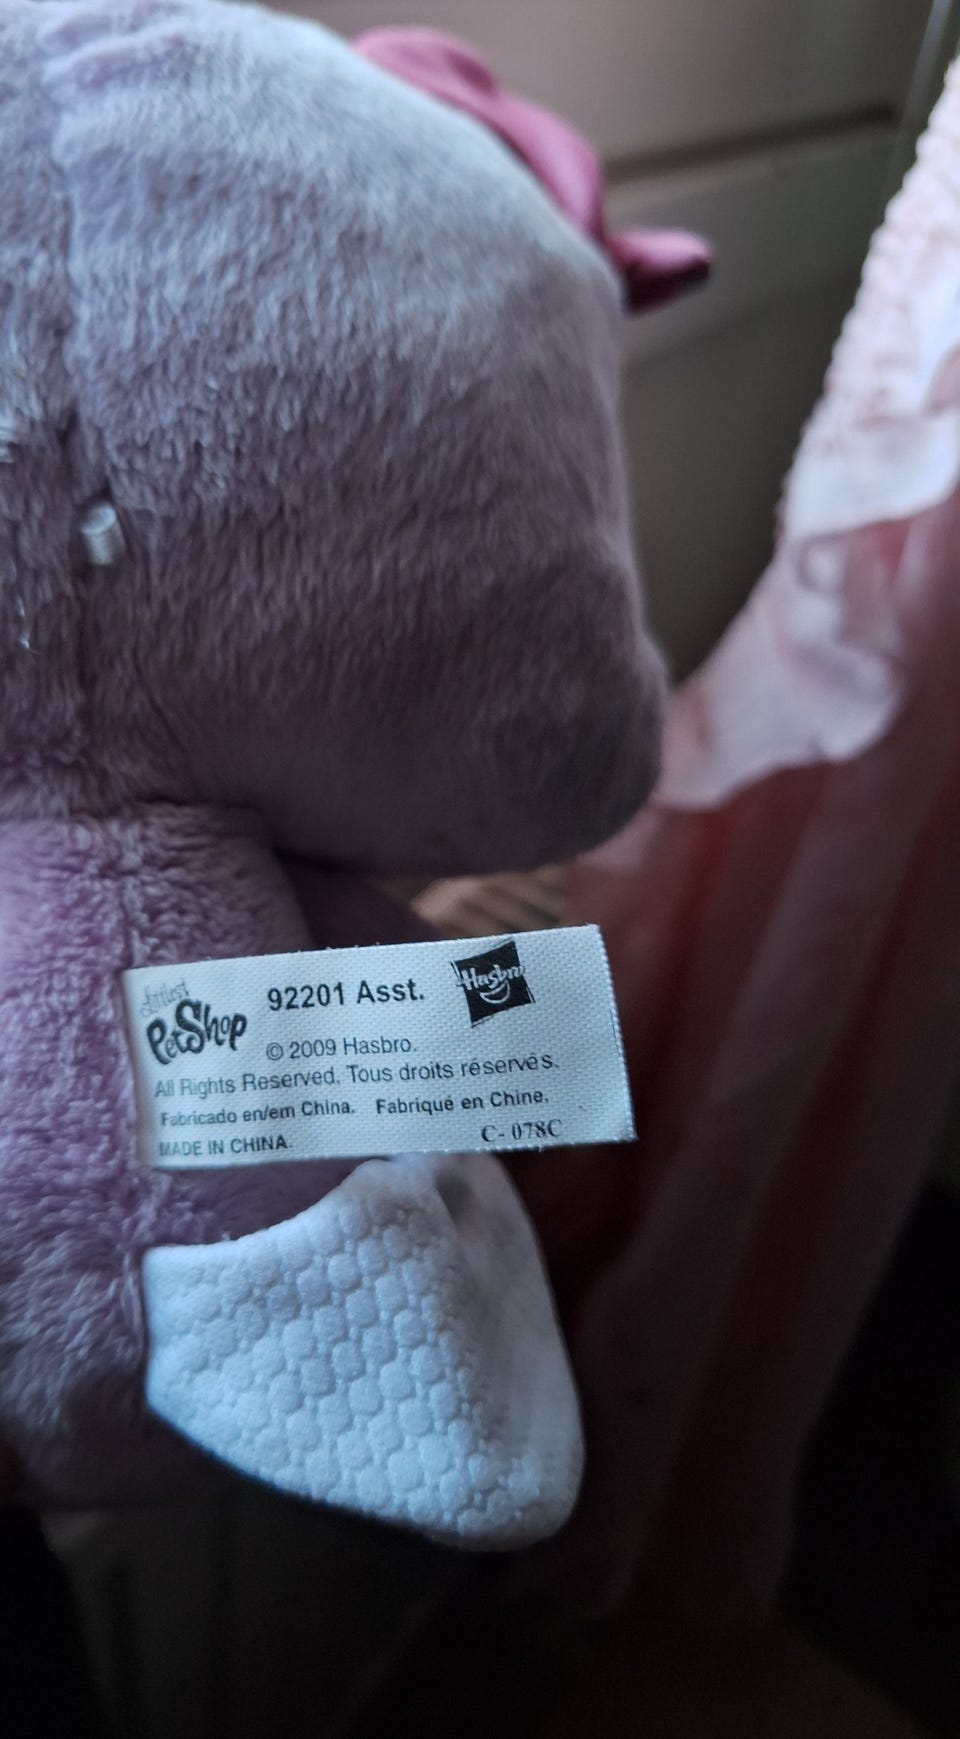 Littlest
PetShop
92201 Asst.
Hasbro
© 2009 Hasbro.
All Rights Reserved. Tous droits réservés.
Fabricado en/em China. Fabriqué en Chine.
MADE IN CHINA.
C- 078C